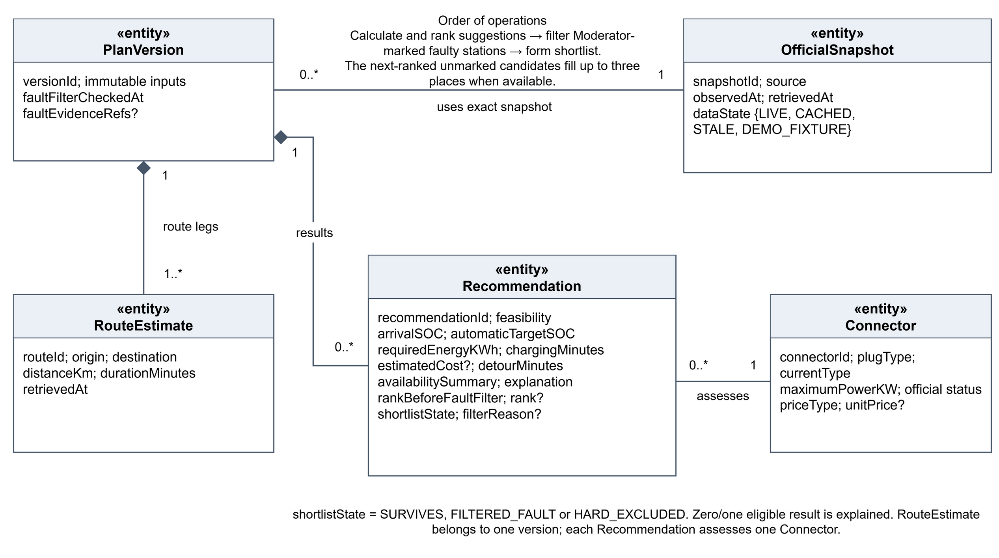 «entity»
PlanVersion
versionId; immutable inputs
faultFilterCheckedAt
faultEvidenceRefs?
Order of operations
Calculate and rank suggestions → filter Moderator-
marked faulty stations → form shortlist.
The next-ranked unmarked candidates fill up to three
places when available.
0..*
1
uses exact snapshot
«entity»
OfficialSnapshot
snapshotId; source
observedAt; retrievedAt
dataState {LIVE, CACHED,
STALE, DEMO_FIXTURE}
1
route legs
1..*
1
results
0..*
«entity»
RouteEstimate
routeId; origin; destination
distanceKm; durationMinutes
retrievedAt
«entity»
Recommendation
recommendationId; feasibility
arrivalSOC; automaticTargetSOC
requiredEnergyKWh; chargingMinutes
estimatedCost?; detourMinutes
availabilitySummary; explanation
rankBeforeFaultFilter; rank?
shortlistState; filterReason?
0..*
1
assesses
«entity»
Connector
connectorId; plugType;
currentType
maximumPowerKW; official status
priceType; unitPrice?
shortlistState = SURVIVES, FILTERED_FAULT or HARD_EXCLUDED. Zero/one eligible result is explained. RouteEstimate
belongs to one version; each Recommendation assesses one Connector.